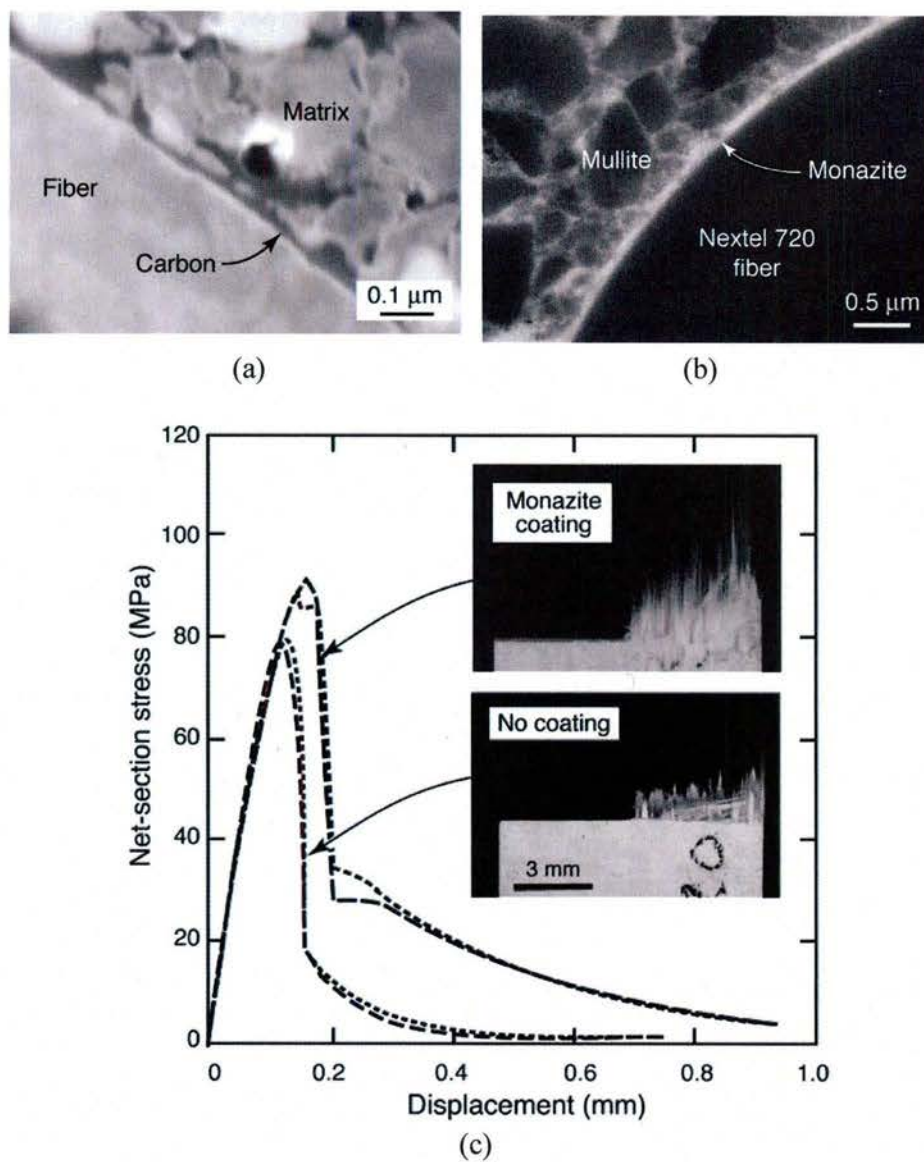 Matrix
Fiber
Carbon
0.1 μm
(a)
Mullite
Monazite
Nextel 720
fiber
0.5 μm
(b)
120
100
80
60
40
20
0
Net-section stress (MPa)
Monazite
coating
No coating
3 mm
0
0.2
0.4
0.6
0.8
1.0
Displacement (mm)
(c)